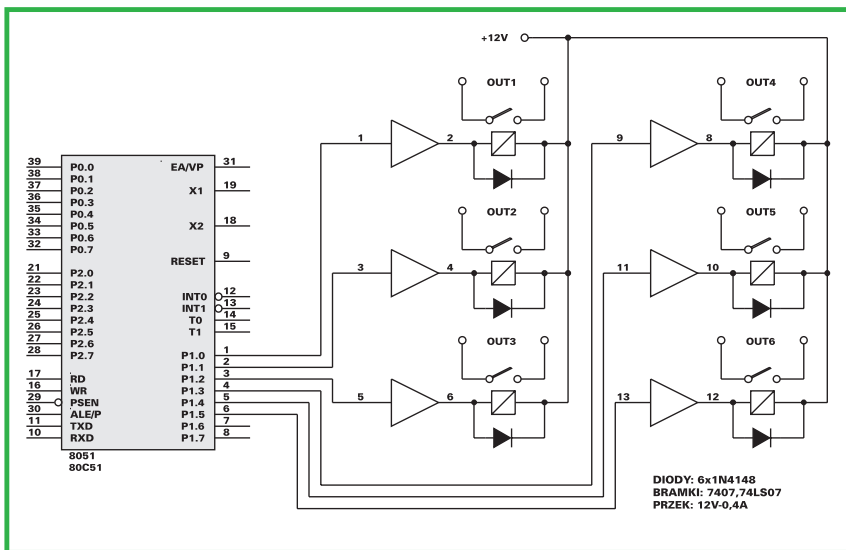 +12V
OUT1
OUT4
1
2
9
8
39
P0.0
EA/VP
31
38
P0.1
37
P0.2
X1
19
36
P0.3
35
P0.4
34
P0.5
X2
18
33
P0.6
32
P0.7
OUT2
OUT5
RESET
9
3
4
11
10
21
P2.0
22
P2.1
23
P2.2
INT0
12
24
P2.3
INT1
13
25
P2.4
T0
14
26
P2.5
T1
15
27
P2.6
28
P2.7
P1.0
1
P1.1
2
OUT3
OUT6
17
RD
P1.2
3
16
WR
P1.3
4
29
PSEN
P1.4
5
30
ALE/P
P1.5
6
11
TXD
P1.6
7
10
RXD
P1.7
8
5
6
13
12
8051
80C51
DIODY: 6x1N4148
BRAMKI: 7407,74LS07
PRZEK: 12V-0,4A